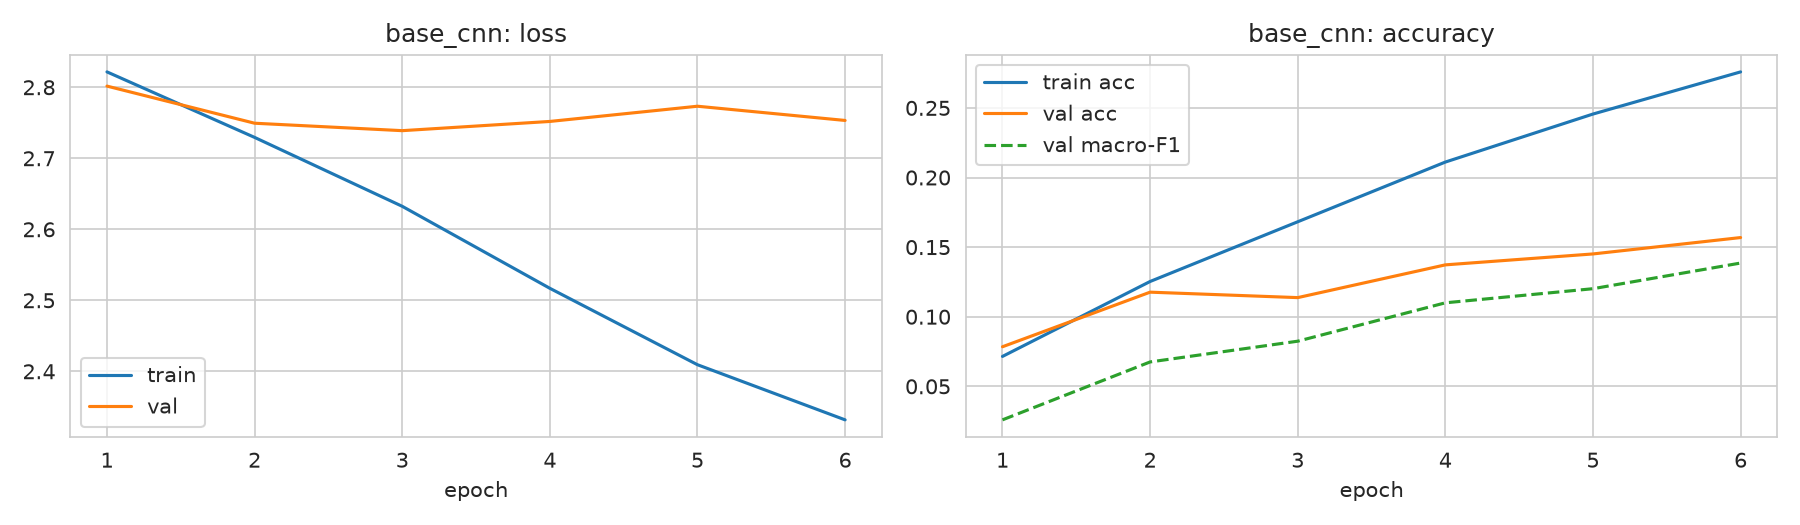 base_cnn: loss
2.8
2.7
2.6
2.5
2.4
train
val
1 2 3 4 5 6
epoch
base_cnn: accuracy
train acc
val acc
val macro-F1
0.25
0.20
0.15
0.10
0.05
1 2 3 4 5 6
epoch